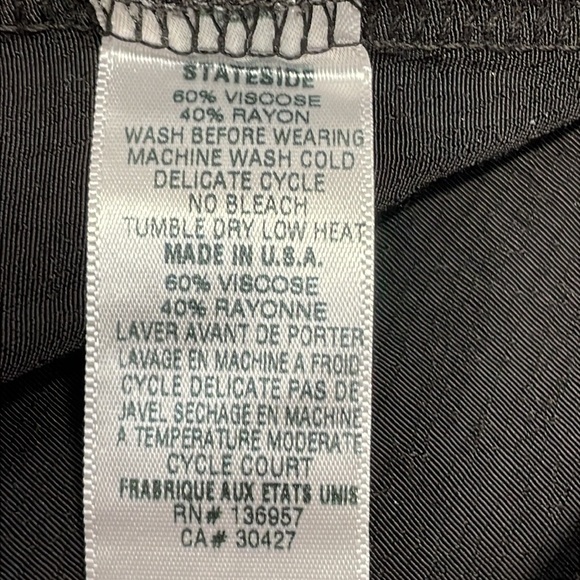 STATESIDE
60% VISCOSE
40% RAYON
WASH BEFORE WEARING
MACHINE WASH COLD
DELICATE CYCLE
NO BLEACH
TUMBLE DRY LOW HEAT
MADE IN U.S.A.
60% VISCOSE
40% RAYONNE
LAVER AVANT DE PORTER
LAVAGE EN MACHINE A FROID
CYCLE DELICATE PAS DE
JAVEL SECHAGE EN MACHINE
A TEMPERATURE MODERATE
CYCLE COURT
FRABRIQUE AUX ETATS UNIS
RN# 136957
CA# 30427